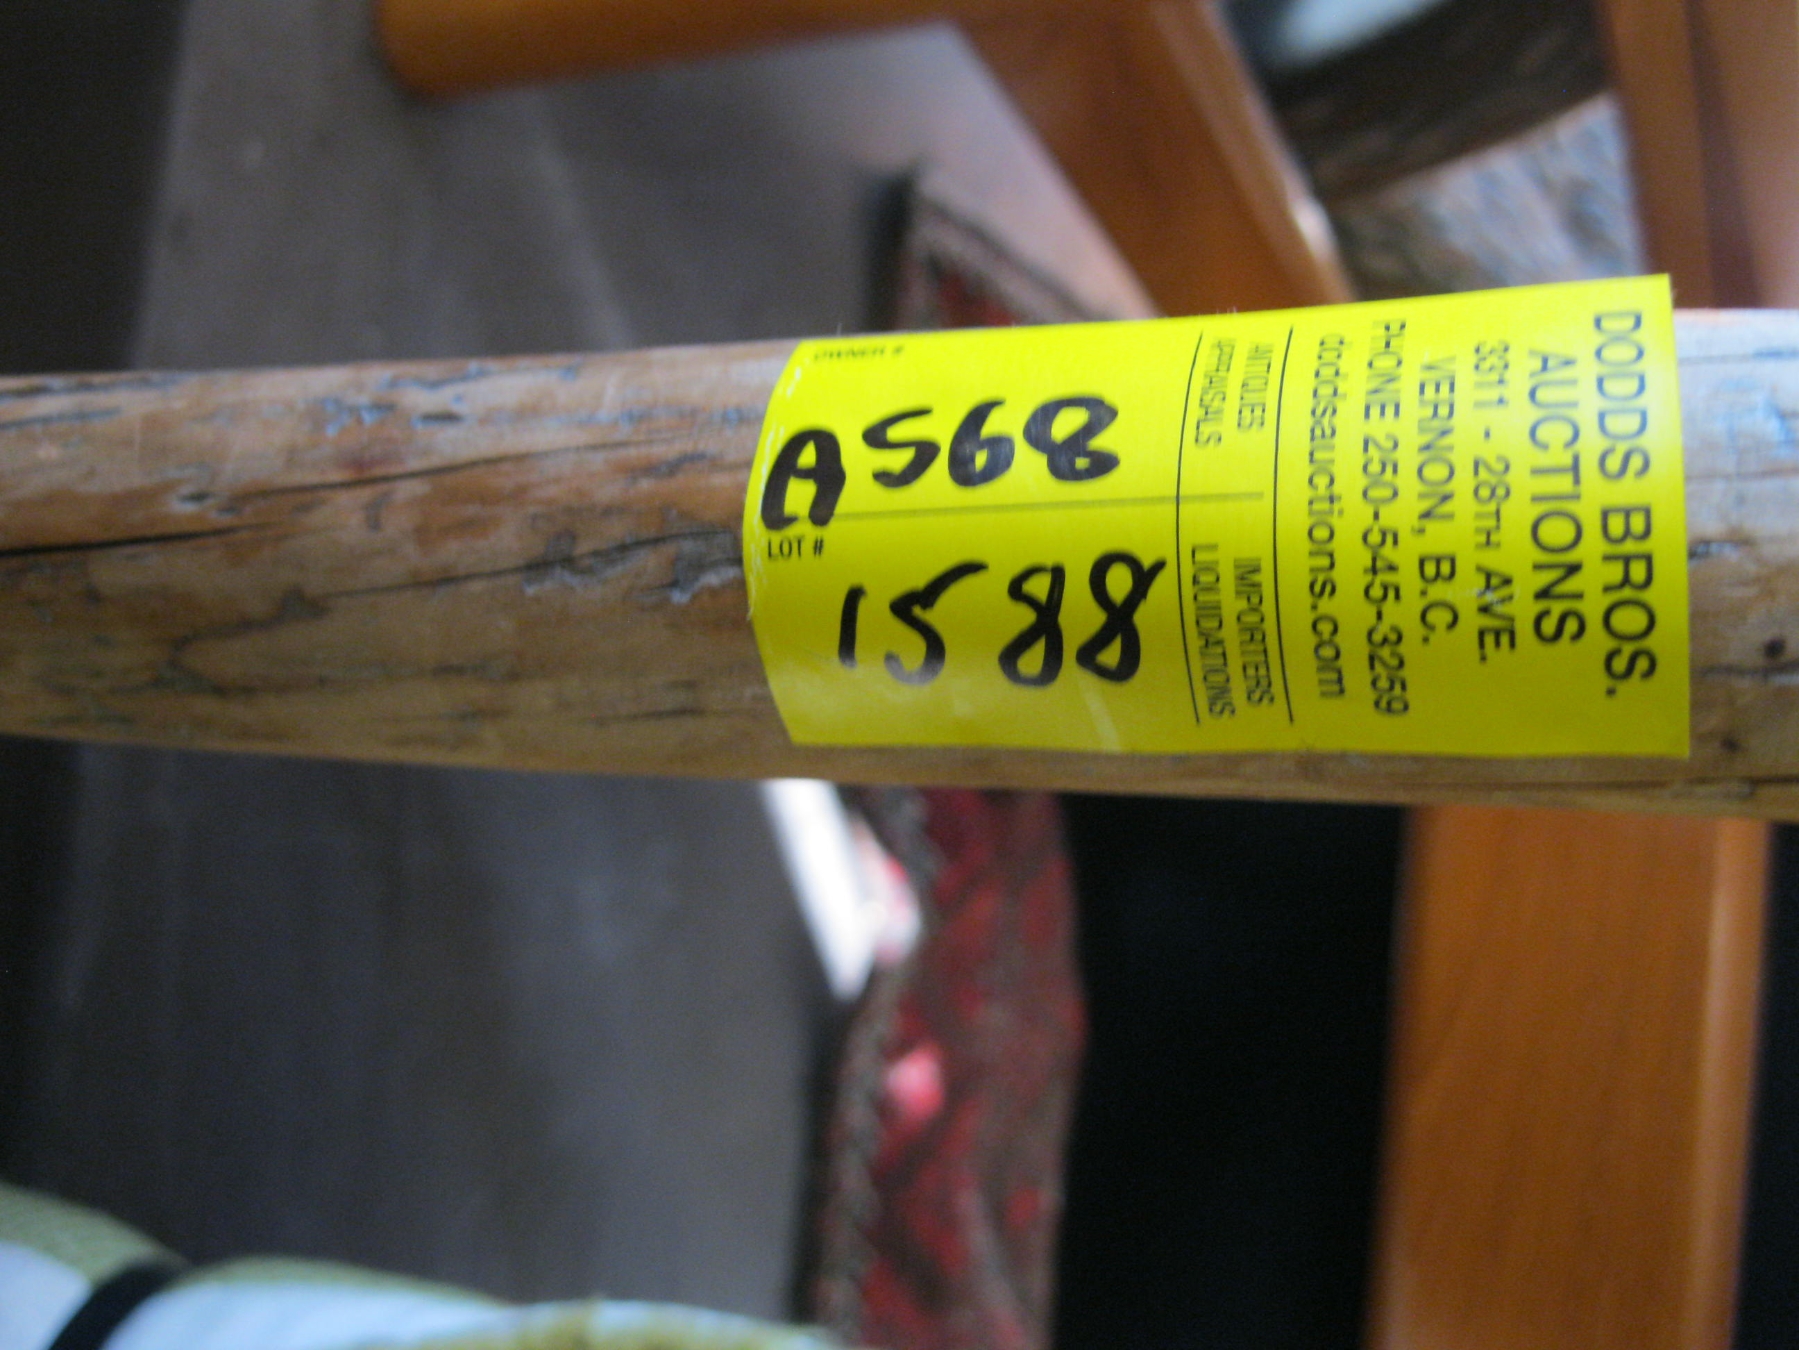 DODDS BROS.
AUCTIONS
3311 - 28TH AVE.
VERNON, B.C.
PHONE 250-545-3259
doddsauctions.com
ANTIQUES IMPORTERS
APPRAISALS LIQUIDATIONS
OWNER #
A568
LOT #
1588